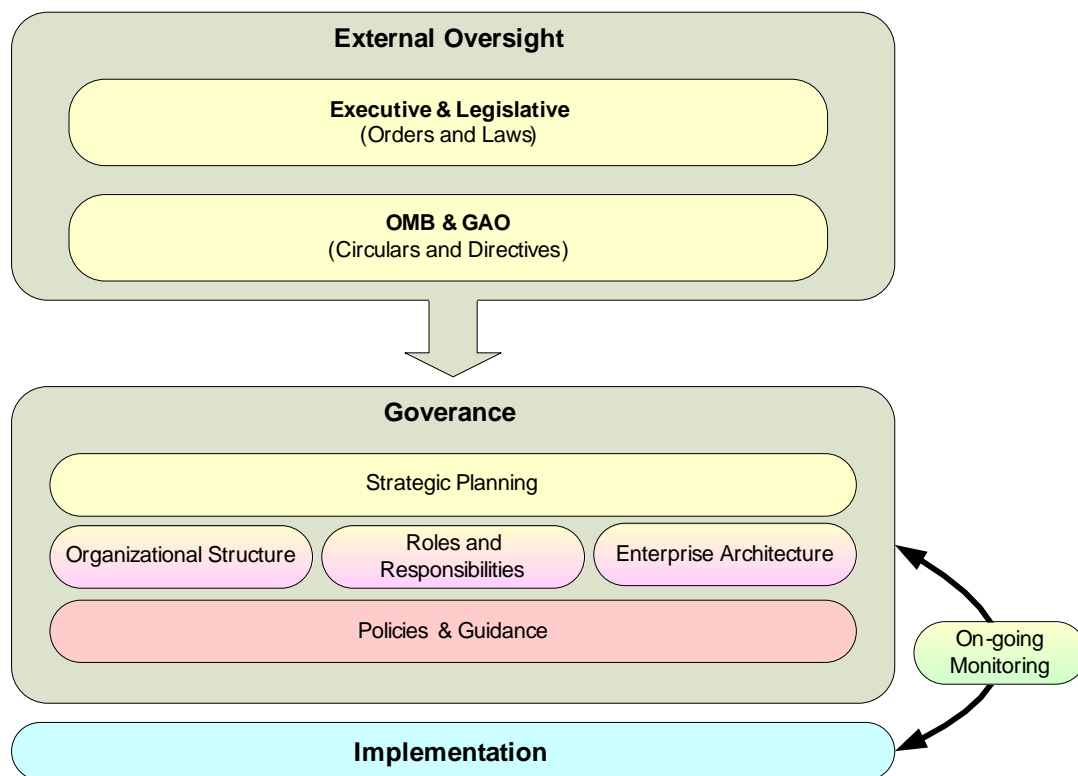 External Oversight
Executive & Legislative
(Orders and Laws)
OMB & GAO
(Circulars and Directives)
Goverance
Strategic Planning
Organizational Structure
Roles and
Responsibilities
Enterprise Architecture
Policies & Guidance
On-going
Monitoring
Implementation